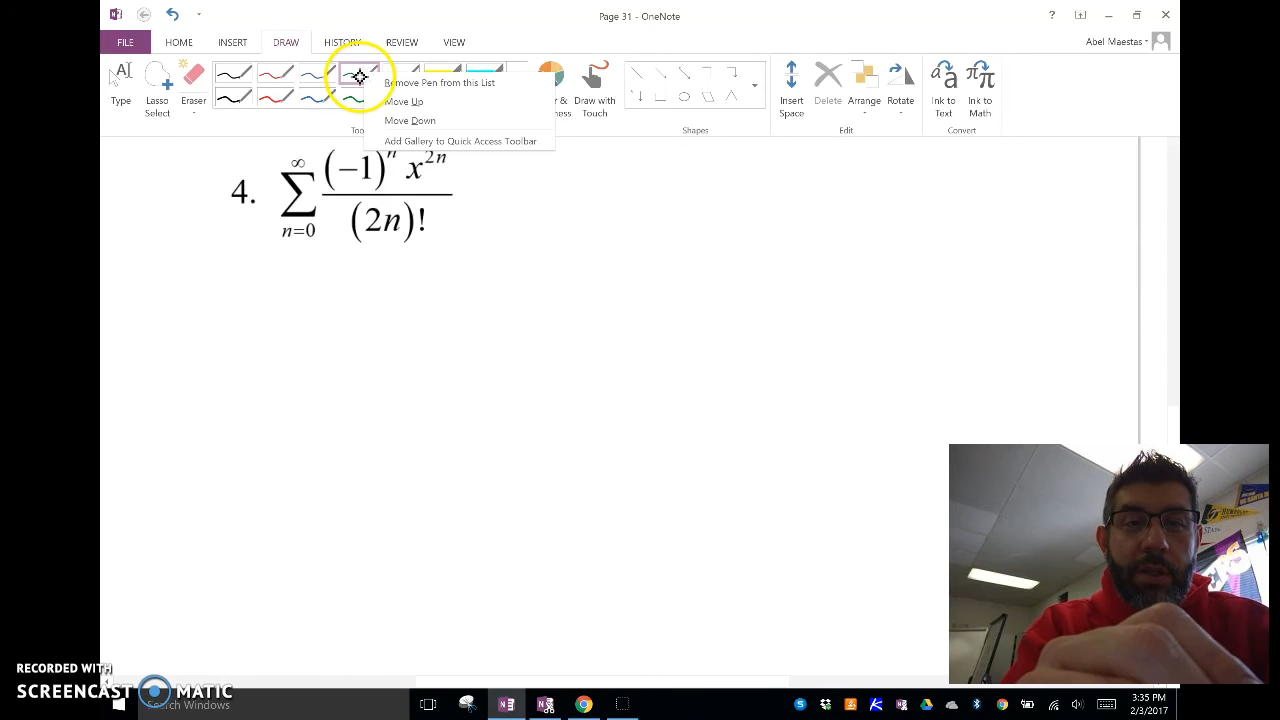 Page 31 - OneNote
?
FILE HOME INSERT DRAW HISTORY REVIEW VIEW
Abel Maestas
Type
Lasso Select
Eraser
Remove Pen from this List
Move Up
Move Down
Add Gallery to Quick Access Toolbar
Draw with Touch
Shapes
Insert Space
Delete
Arrange
Rotate
Edit
Ink to Text
Ink to Math
Convert
4. ∑_{n=0}^{∞} (−1)^n x^{2n} / (2n)!
RECORDED WITH
SCREENCAST MATIC
Search Windows
3:35 PM
2/3/2017